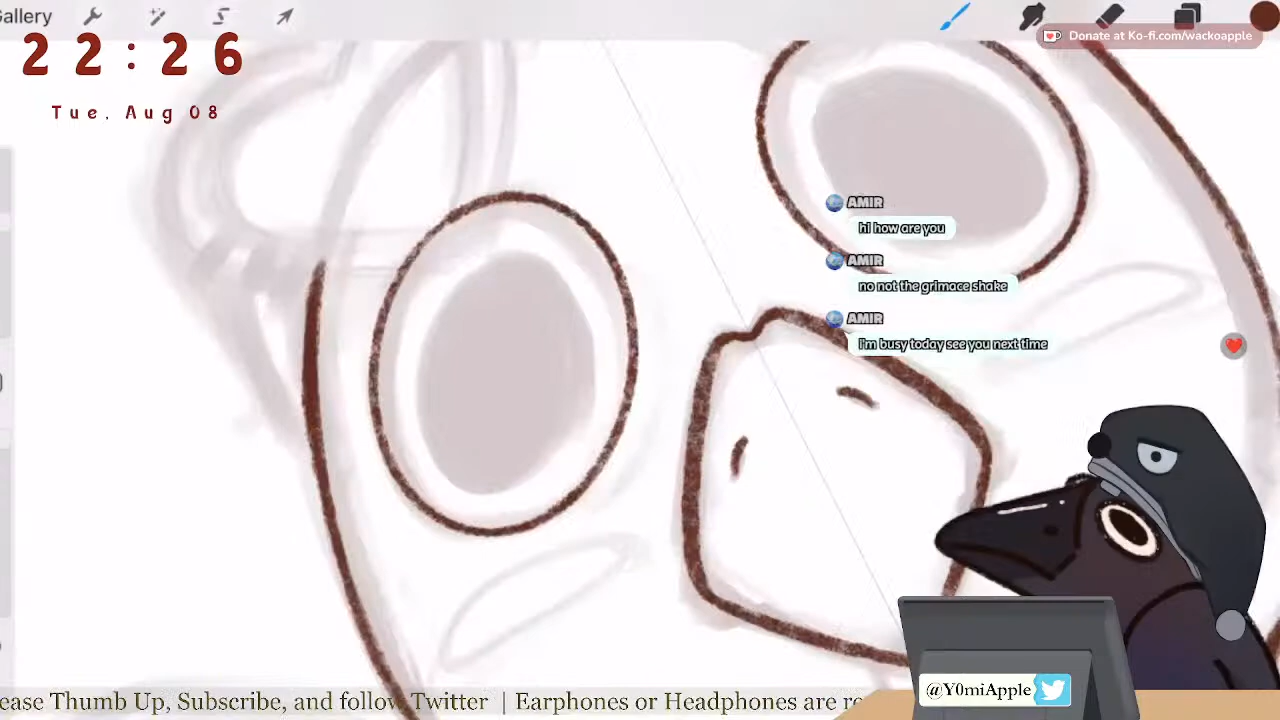 Gallery
22:26
Donate at Ko-fi.com/wackoapple
Tue, Aug 08
AMIR
hI how are you
AMIR
no not the grimace shake
AMIR
i'm busy today see you next time
@Y0miApple
ease Thumb Up, Subscribe, and follow Twitter | Earphones or Headphones are re